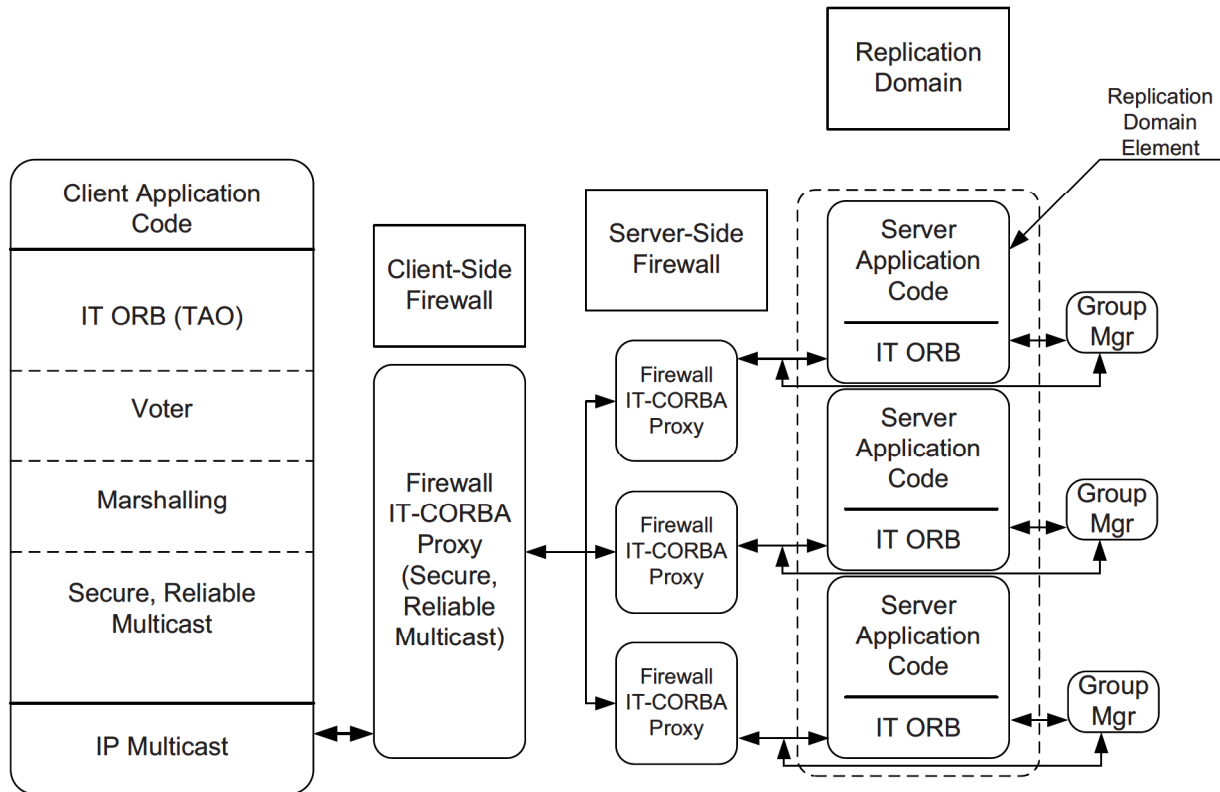 Replication
Domain
Replication
Domain
Element
Client Application
Code
IT ORB (TAO)
Voter
Marshalling
Secure, Reliable
Multicast
IP Multicast
Client-Side
Firewall
Firewall
IT-CORBA
Proxy
(Secure,
Reliable
Multicast)
Server-Side
Firewall
Firewall
IT-CORBA
Proxy
Firewall
IT-CORBA
Proxy
Firewall
IT-CORBA
Proxy
Server
Application
Code
IT ORB
Group
Mgr
Server
Application
Code
IT ORB
Group
Mgr
Server
Application
Code
IT ORB
Group
Mgr